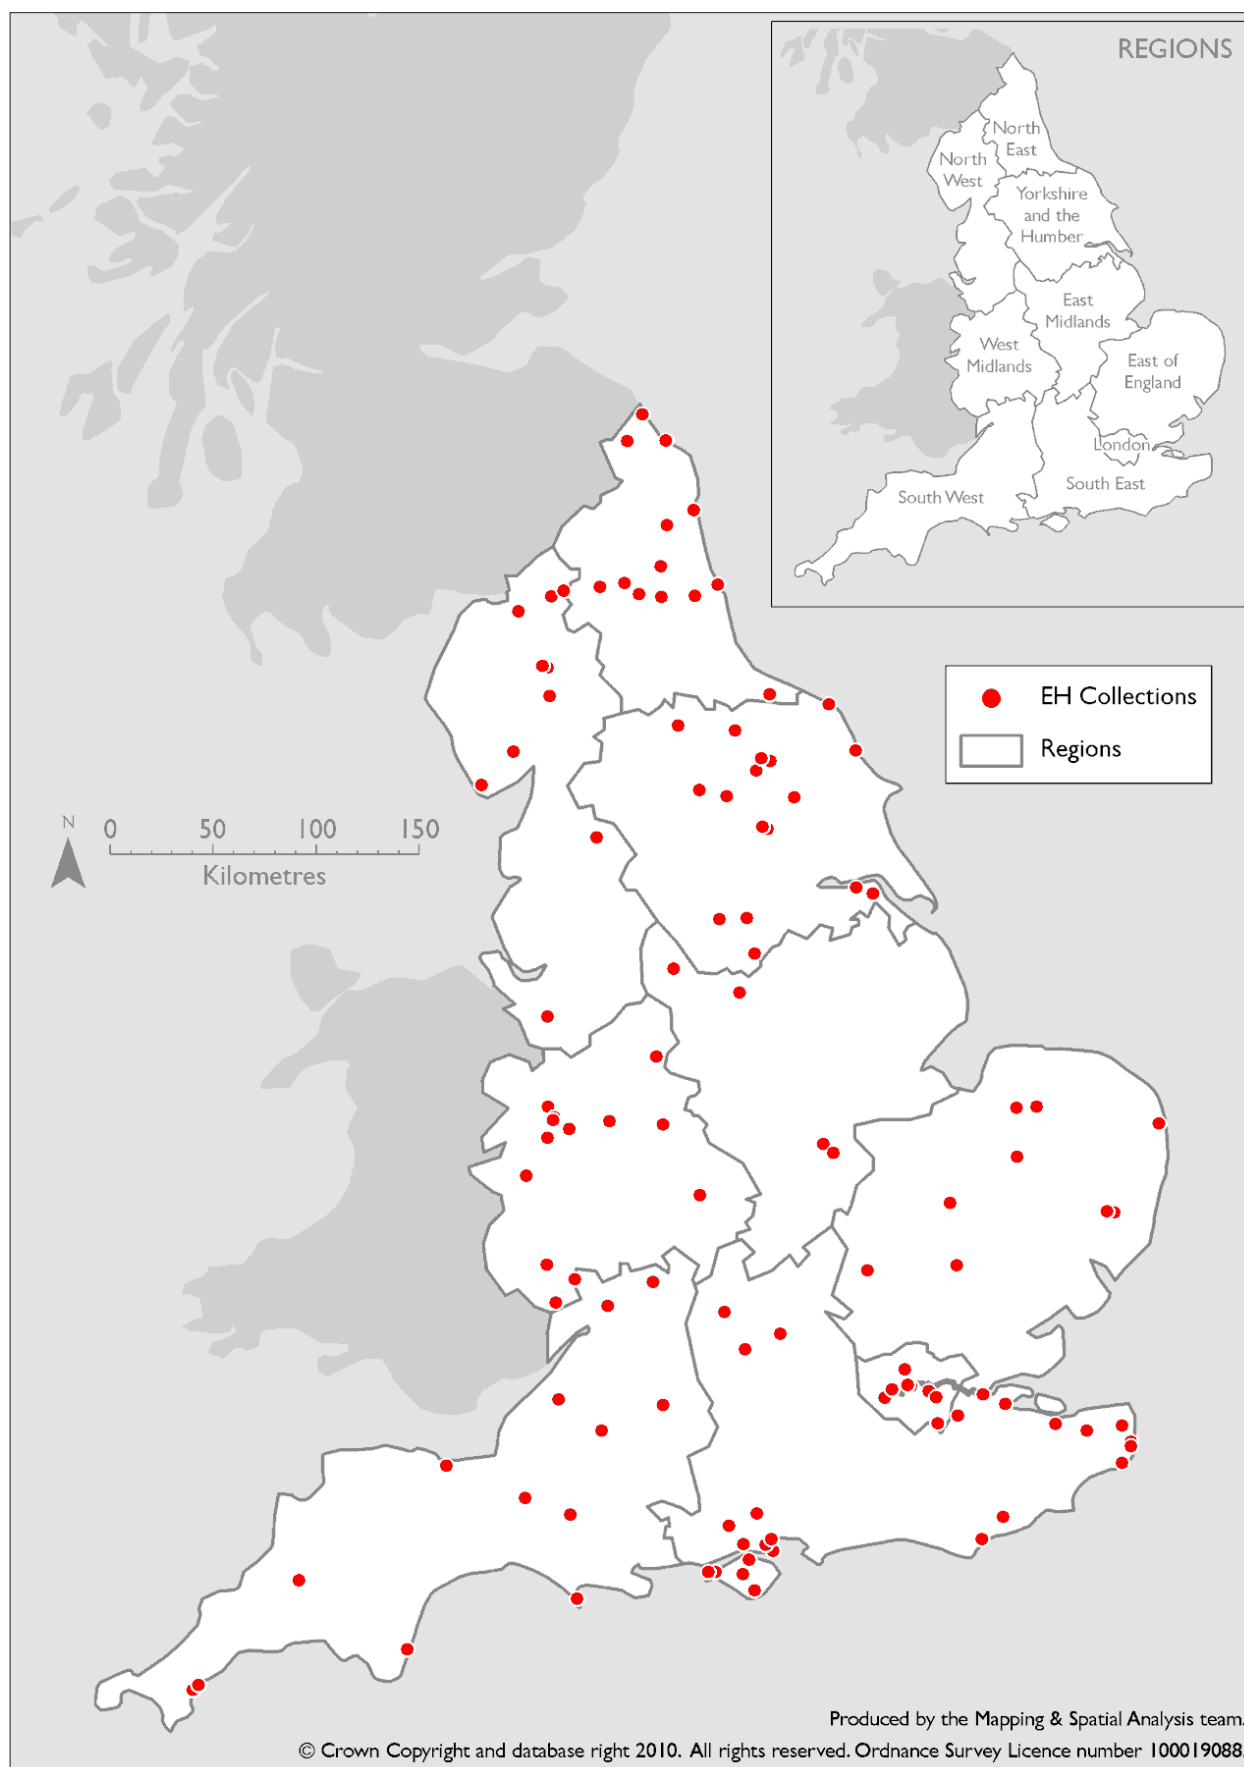 REGIONS
North
East
North
West
Yorkshire
and the
Humber
East
Midlands
West
Midlands
East of
England
London
South West
South East
EH Collections
Regions
N
0 50 100 150
Kilometres
Produced by the Mapping & Spatial Analysis team.
© Crown Copyright and database right 2010. All rights reserved. Ordnance Survey Licence number 100019088.